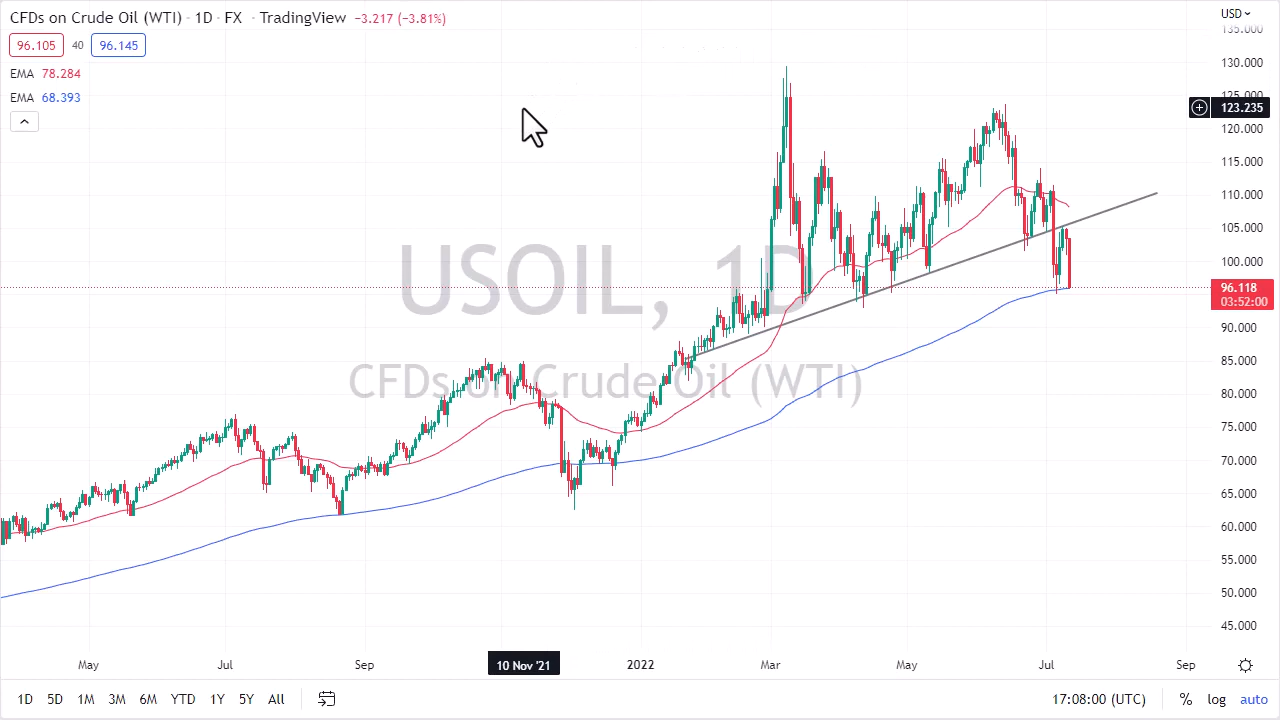 CFDs on Crude Oil (WTI) · 1D · FX · TradingView −3.217 (−3.81%)
96.105 40 96.145
EMA 78.284
EMA 68.393
USD
135.000
130.000
125.000
123.235
120.000
115.000
110.000
105.000
100.000
96.118
03:52:00
90.000
85.000
80.000
75.000
70.000
65.000
60.000
55.000
50.000
45.000
USOIL, 1D
CFDs on Crude Oil (WTI)
May Jul Sep 10 Nov '21 2022 Mar May Jul Sep
1D 5D 1M 3M 6M YTD 1Y 5Y All 17:08:00 (UTC) % log auto